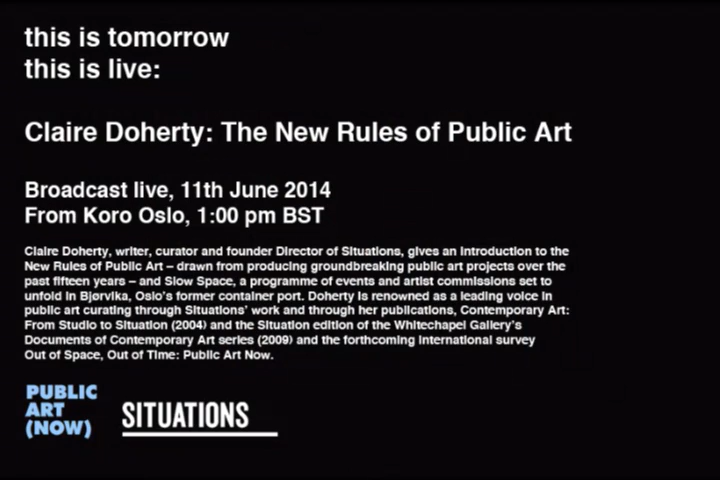 this is tomorrow
this is live:
Claire Doherty: The New Rules of Public Art
Broadcast live, 11th June 2014
From Koro Oslo, 1:00 pm BST
Claire Doherty, writer, curator and founder Director of Situations, gives an introduction to the
New Rules of Public Art – drawn from producing groundbreaking public art projects over the
past fifteen years – and Slow Space, a programme of events and artist commissions set to
unfold in Bjørvika, Oslo's former container port. Doherty is renowned as a leading voice in
public art curating through Situations' work and through her publications, Contemporary Art:
From Studio to Situation (2004) and the Situation edition of the Whitechapel Gallery's
Documents of Contemporary Art series (2009) and the forthcoming international survey
Out of Space, Out of Time: Public Art Now.
PUBLIC
ART
(NOW)
SITUATIONS